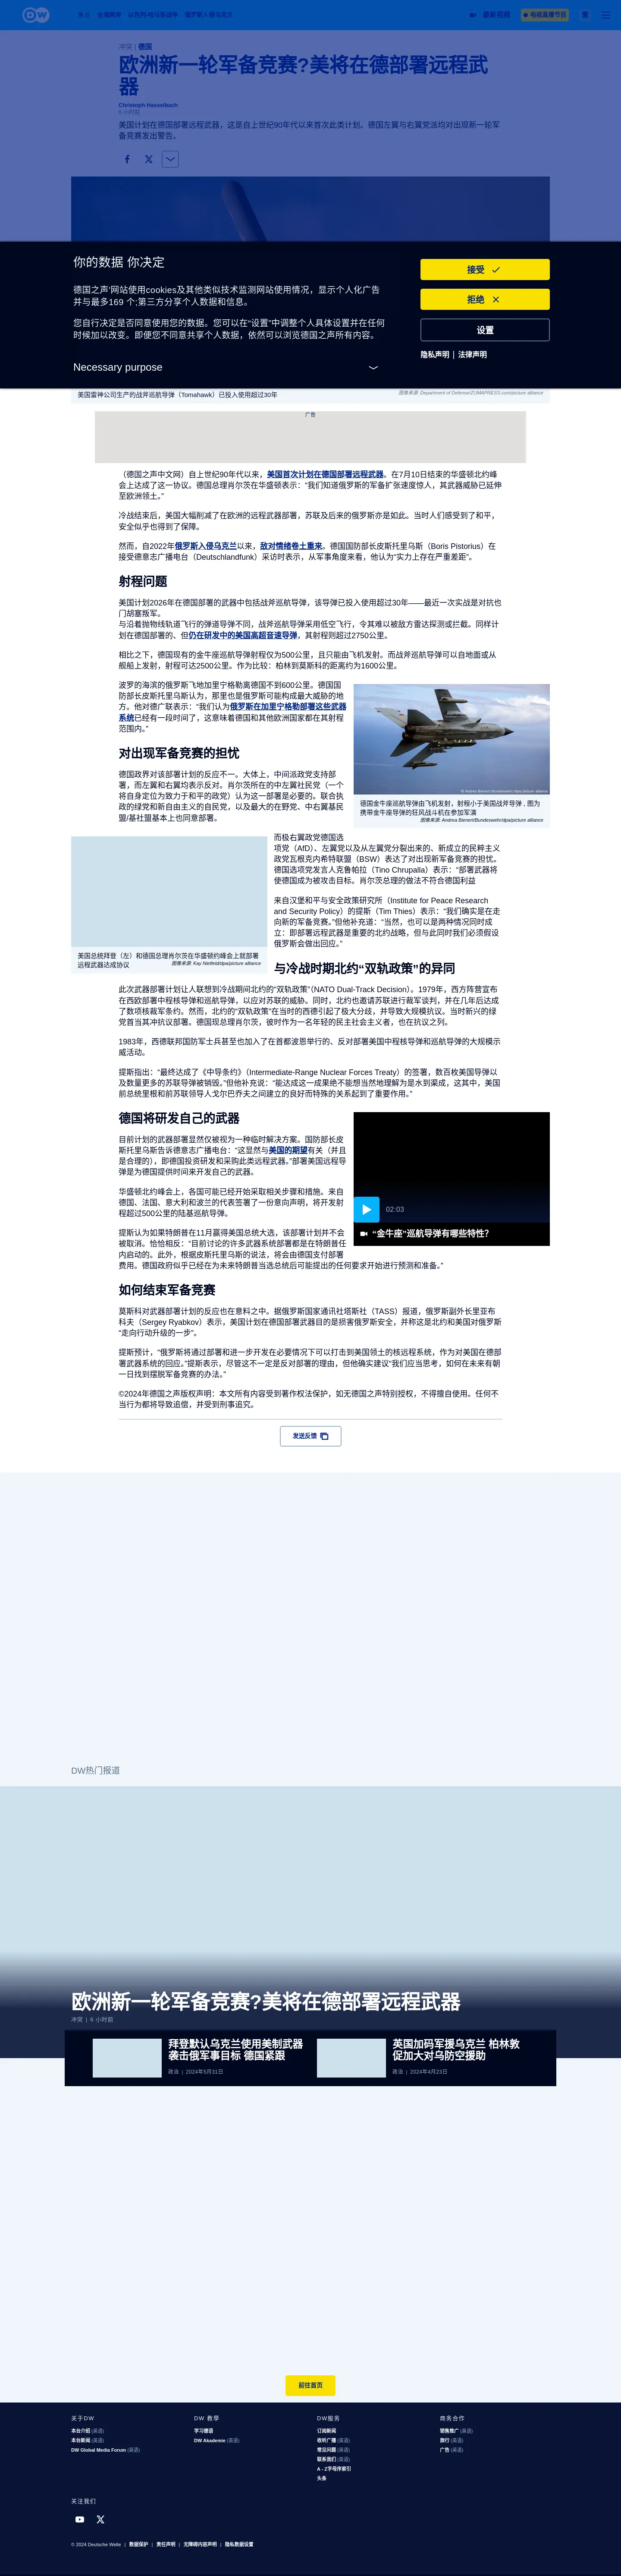 DW
焦点 台海两岸 以色列-哈马斯战争 俄罗斯入侵乌克兰
最新视频
电视直播节目
冲突 | 德国
欧洲新一轮军备竞赛?美将在德部署远程武
器
Christoph Hasselbach
6 小时前
美国计划在德国部署远程武器，这是自上世纪90年代以来首次此类计划。德国左翼与右翼党派均对出现新一轮军
备竞赛发出警告。
你的数据 你决定
德国之声'网站使用cookies及其他类似技术监测网站使用情况，显示个人化广告
并与最多169 个;第三方分享个人数据和信息。
您自行决定是否同意使用您的数据。您可以在“设置”中调整个人具体设置并在任何
时候加以改变。即便您不同意共享个人数据，依然可以浏览德国之声所有内容。
Necessary purpose
接受
拒绝
设置
隐私声明 | 法律声明
美国雷神公司生产的战斧巡航导弹（Tomahawk）已投入使用超过30年
图像来源: Department of Defense/ZUMAPRESS.com/picture alliance
广告
（德国之声中文网）自上世纪90年代以来，美国首次计划在德国部署远程武器。在7月10日结束的华盛顿北约峰
会上达成了这一协议。德国总理肖尔茨在华盛顿表示：“我们知道俄罗斯的军备扩张速度惊人，其武器威胁已延伸
至欧洲领土。”
冷战结束后，美国大幅削减了在欧洲的远程武器部署，苏联及后来的俄罗斯亦是如此。当时人们感受到了和平，
安全似乎也得到了保障。
然而，自2022年俄罗斯入侵乌克兰以来，敌对情绪卷土重来。德国国防部长皮斯托里乌斯（Boris Pistorius）在
接受德意志广播电台（Deutschlandfunk）采访时表示，从军事角度来看，他认为“实力上存在严重差距”。
射程问题
美国计划2026年在德国部署的武器中包括战斧巡航导弹，该导弹已投入使用超过30年——最近一次实战是对抗也
门胡塞叛军。
与沿着抛物线轨道飞行的弹道导弹不同，战斧巡航导弹采用低空飞行，令其难以被敌方雷达探测或拦截。同样计
划在德国部署的、但仍在研发中的美国高超音速导弹，其射程则超过2750公里。
相比之下，德国现有的金牛座巡航导弹射程仅为500公里，且只能由飞机发射。而战斧巡航导弹可以自地面或从
舰船上发射，射程可达2500公里。作为比较：柏林到莫斯科的距离约为1600公里。
波罗的海滨的俄罗斯飞地加里宁格勒离德国不到600公里。德国国
防部长皮斯托里乌斯认为，那里也是俄罗斯可能构成最大威胁的地
方。他对德广联表示：“我们认为俄罗斯在加里宁格勒部署这些武器
系统已经有一段时间了，这意味着德国和其他欧洲国家都在其射程
范围内。”
© Andrea Bienert/ Bundeswehr/ dpa/ picture alliance
德国金牛座巡航导弹由飞机发射，射程小于美国战斧导弹 . 图为
携带金牛座导弹的狂风战斗机在参加军演
图像来源: Andrea Bienert/Bundeswehr/dpa/picture alliance
对出现军备竞赛的担忧
德国政界对该部署计划的反应不一。大体上，中间派政党支持部
署，而左翼和右翼均表示反对。肖尔茨所在的中左翼社民党（一个
将自身定位为致力于和平的政党）认为这一部署是必要的。联合执
政的绿党和新自由主义的自民党，以及最大的在野党、中右翼基民
盟/基社盟基本上也同意部署。
而极右翼政党德国选
项党（AfD）、左翼党以及从左翼党分裂出来的、新成立的民粹主义
政党瓦根克内希特联盟（BSW）表达了对出现新军备竞赛的担忧。
德国选项党发言人克鲁帕拉（Tino Chrupalla）表示：“部署武器将
使德国成为被攻击目标。肖尔茨总理的做法不符合德国利益
美国总统拜登（左）和德国总理肖尔茨在华盛顿约峰会上就部署
远程武器达成协议
图像来源: Kay Nietfeld/dpa/picture alliance
来自汉堡和平与安全政策研究所（Institute for Peace Research
and Security Policy）的提斯（Tim Thies）表示：“我们确实是在走
向新的军备竞赛。”但他补充道：“当然，也可以是两种情况同时成
立：即部署远程武器是重要的北约战略，但与此同时我们必须假设
俄罗斯会做出回应。”
与冷战时期北约“双轨政策”的异同
此次武器部署计划让人联想到冷战期间北约的“双轨政策”（NATO Dual-Track Decision）。1979年，西方阵营宣布
在西欧部署中程核导弹和巡航导弹，以应对苏联的威胁。同时，北约也邀请苏联进行裁军谈判，并在几年后达成
了数项核裁军条约。然而，北约的“双轨政策”在当时的西德引起了极大分歧，并导致大规模抗议。当时新兴的绿
党首当其冲抗议部署。德国现总理肖尔茨，彼时作为一名年轻的民主社会主义者，也在抗议之列。
1983年，西德联邦国防军士兵甚至也加入了在首都波恩举行的、反对部署美国中程核导弹和巡航导弹的大规模示
威活动。
提斯指出：“最终达成了《中导条约》（Intermediate-Range Nuclear Forces Treaty）的签署，数百枚美国导弹以
及数量更多的苏联导弹被销毁。”但他补充说：“能达成这一成果绝不能想当然地理解为是水到渠成，这其中，美国
前总统里根和前苏联领导人戈尔巴乔夫之间建立的良好而特殊的关系起到了重要作用。”
德国将研发自己的武器
目前计划的武器部署显然仅被视为一种临时解决方案。国防部长皮
斯托里乌斯告诉德意志广播电台：“这显然与美国的期望有关（并且
是合理的），即德国投资研发和采购此类远程武器。”部署美国远程导
弹是为德国提供时间来开发自己的武器。
02:03
“金牛座”巡航导弹有哪些特性？
华盛顿北约峰会上，各国可能已经开始采取相关步骤和措施。来自
德国、法国、意大利和波兰的代表签署了一份意向声明，将开发射
程超过500公里的陆基巡航导弹。
提斯认为如果特朗普在11月赢得美国总统大选，该部署计划并不会
被取消。恰恰相反：“目前讨论的许多武器系统部署都是在特朗普任
内启动的。此外，根据皮斯托里乌斯的说法，将会由德国支付部署
费用。德国政府似乎已经在为未来特朗普当选总统后可能提出的任何要求开始进行预测和准备。”
如何结束军备竞赛
莫斯科对武器部署计划的反应也在意料之中。据俄罗斯国家通讯社塔斯社（TASS）报道，俄罗斯副外长里亚布
科夫（Sergey Ryabkov）表示，美国计划在德国部署武器目的是损害俄罗斯安全，并称这是北约和美国对俄罗斯
“走向行动升级的一步”。
提斯预计，“俄罗斯将通过部署和进一步开发在必要情况下可以打击到美国领土的核远程系统，作为对美国在德部
署武器系统的回应。”提斯表示，尽管这不一定是反对部署的理由，但他确实建议“我们应当思考，如何在未来有朝
一日找到摆脱军备竞赛的办法。”
©2024年德国之声版权声明：本文所有内容受到著作权法保护，如无德国之声特别授权，不得擅自使用。任何不
当行为都将导致追偿，并受到刑事追究。
发送反馈
DW热门报道
欧洲新一轮军备竞赛?美将在德部署远程武器
冲突 | 6 小时前
拜登默认乌克兰使用美制武器
袭击俄军事目标 德国紧跟
政治 | 2024年5月31日
英国加码军援乌克兰 柏林敦
促加大对乌防空援助
政治 | 2024年4月23日
前往首页
关于DW
本台介绍 (英语)
本台新闻 (英语)
DW Global Media Forum (英语)
DW 教學
学习德语
DW Akademie (英语)
DW服务
订阅新闻
收听广播 (英语)
常见问题 (英语)
联系我们 (英语)
A - Z字母序索引
头条
商务合作
销售推广 (英语)
旅行 (英语)
广告 (英语)
关注我们
© 2024 Deutsche Welle | 数据保护 | 责任声明 | 无障碍内容声明 | 隐私数据设置